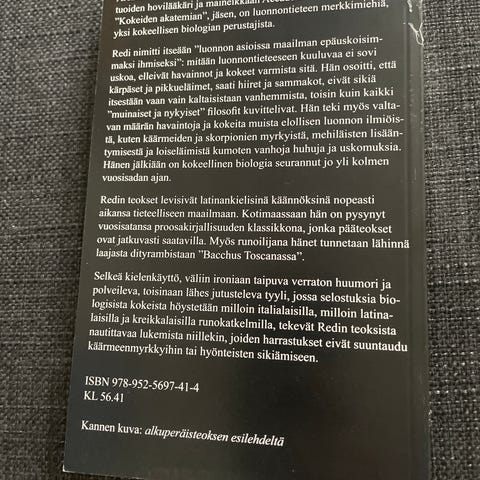 tuoiden hovilääkäri ja maineikkaan
"Kokeiden akatemian", jäsen, on luonnontieteen merkkimiehiä,
yksi kokeellisen biologian perustajista.
Redi nimitti itseään "luonnon asioissa maailman epäuskoisim-
maksi ihmiseksi": mitään luonnontieteeseen kuuluvaa ei sovi
uskoa, elleivät havainnot ja kokeet varmista sitä. Hän osoitti, että
kärpäset ja pikkueläimet, saati hiiret ja sammakot, eivät sikiä
itsestään vaan vain kaltaisistaan vanhemmista, toisin kuin kaikki
"muinaiset ja nykyiset" filosofit kuvittelivat. Hän teki myös valta-
van määrän havaintoja ja kokeita muista elollisen luonnon ilmiöis-
tä, kuten käärmeiden ja skorpionien myrkyistä, mehiläisten lisään-
tymisestä ja loiseläimistä kumoten vanhoja huhuja ja uskomuksia.
Hänen jälkiään on kokeellinen biologia seurannut jo yli kolmen
vuosisadan ajan.
Redin teokset levisivät latinankielisinä käännöksinä nopeasti
aikansa tieteelliseen maailmaan. Kotimaassaan hän on pysynyt
vuosisatansa proosakirjallisuuden klassikkona, jonka pääteokset
ovat jatkuvasti saatavilla. Myös runoilijana hänet tunnetaan lähinnä
laajasta dityrambistaan "Bacchus Toscanassa".
Selkeä kielenkäyttö, väliin ironiaan taipuva verraton huumori ja
polveileva, toisinaan lähes jutusteleva tyyli, jossa selostuksia bio-
logisista kokeista höystetään milloin italialaisilla, milloin latina-
laisilla ja kreikkalaisilla runokatkelmilla, tekevät Redin teoksista
nautittavaa lukemista niillekin, joiden harrastukset eivät suuntaudu
käärmeenmyrkkyihin tai hyönteisten sikiämiseen.
ISBN 978-952-5697-41-4
KL 56.41
Kannen kuva: alkuperäisteoksen esilehdeltä